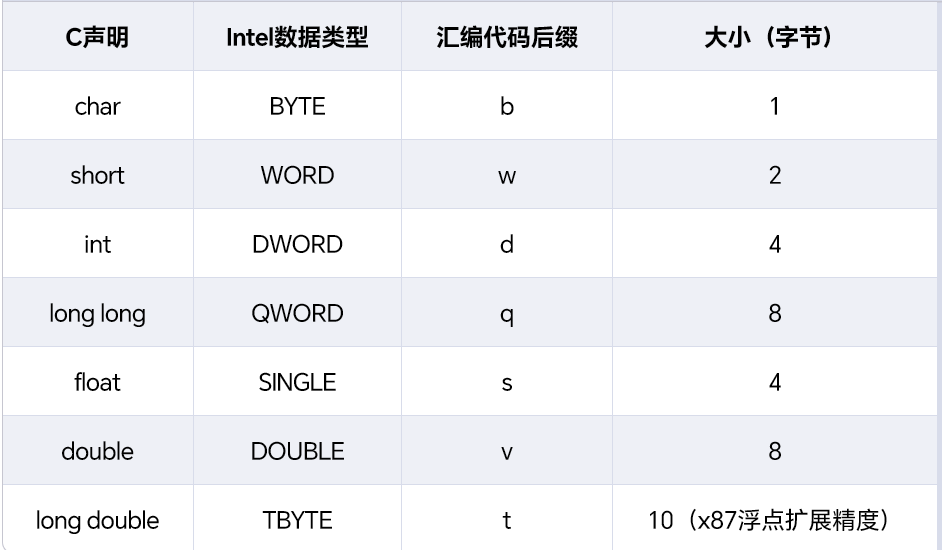 C声明 Intel数据类型 汇编代码后缀 大小（字节）
char BYTE b 1
short WORD w 2
int DWORD d 4
long long QWORD q 8
float SINGLE s 4
double DOUBLE v 8
long double TBYTE t 10（x87浮点扩展精度）